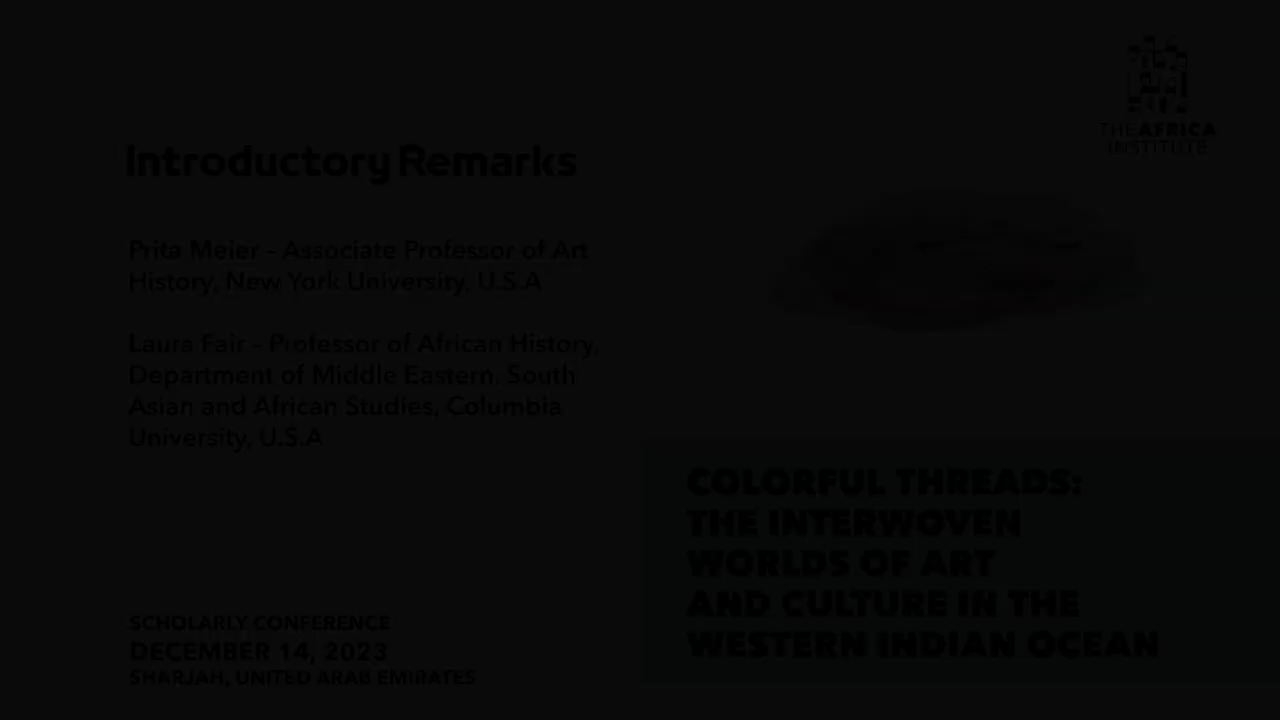 THE AFRICA
INSTITUTE
Introductory Remarks
Prita Meier - Associate Professor of Art
History, New York University, U.S.A
Laura Fair - Professor of African History,
Department of Middle Eastern, South
Asian and African Studies, Columbia
University, U.S.A
COLORFUL THREADS:
THE INTERWOVEN
WORLDS OF ART
AND CULTURE IN THE
WESTERN INDIAN OCEAN
SCHOLARLY CONFERENCE
DECEMBER 14, 2023
SHARJAH, UNITED ARAB EMIRATES